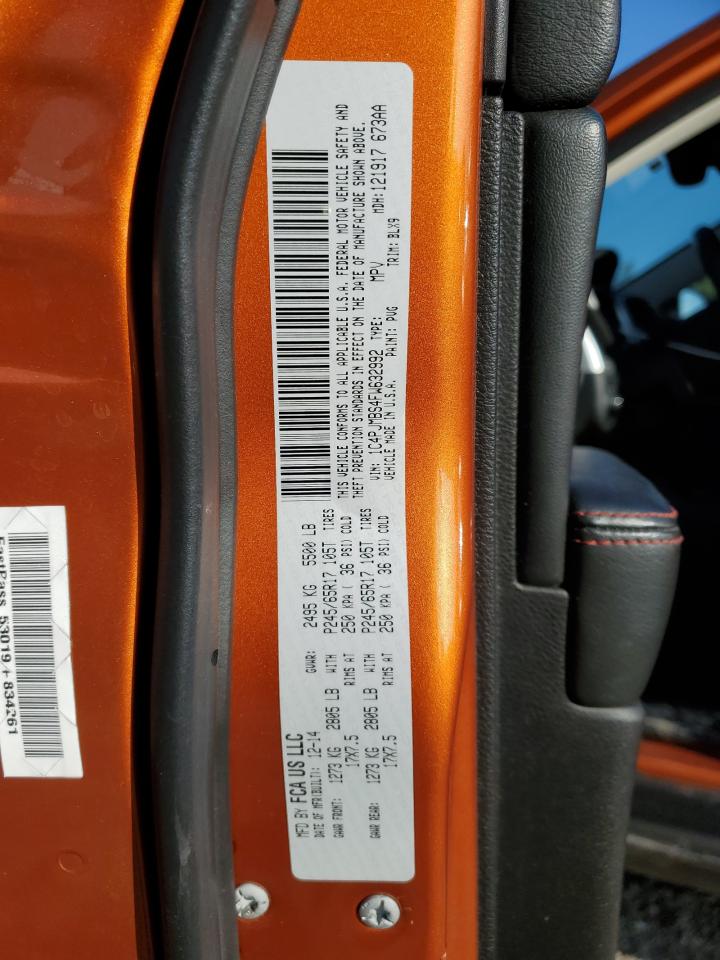 MFD BY FCA US LLC
DATE OF MFR(BUILT): 12-14 GVWR: 2495 KG 5500 LB
GAWR FRONT: 1273 KG 2805 LB WITH P245/65R17 105T TIRES
17X7.5 RIMS AT 250 KPA ( 36 PSI) COLD
GAWR REAR: 1273 KG 2805 LB WITH P245/65R17 105T TIRES
17X7.5 RIMS AT 250 KPA ( 36 PSI) COLD
THIS VEHICLE CONFORMS TO ALL APPLICABLE U.S.A. FEDERAL MOTOR VEHICLE SAFETY AND
THEFT PREVENTION STANDARDS IN EFFECT ON THE DATE OF MANUFACTURE SHOWN ABOVE.
VIN: 1C4PJMBS4FW632992 TYPE: MPV MDH:121917 673AA
VEHICLE MADE IN U.S.A. PAINT: PVG TRIM: BLX9
FastPass 53019+834261